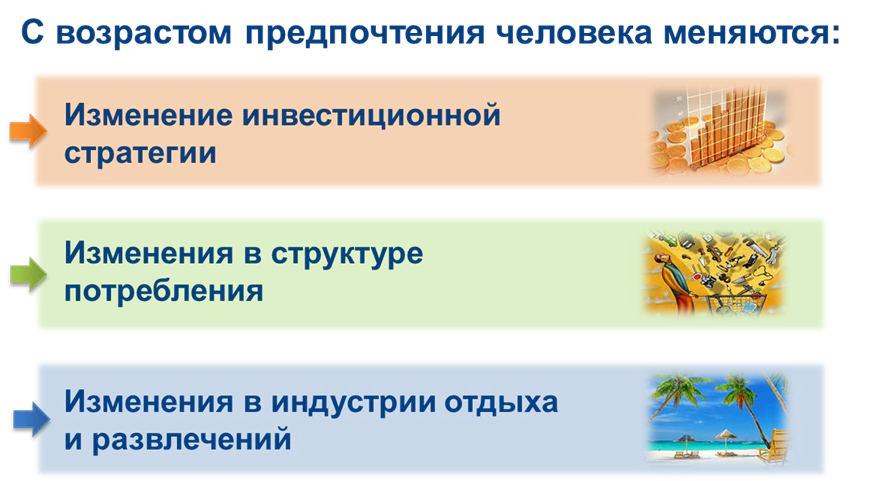 С возрастом предпочтения человека меняются:
Изменение инвестиционной
стратегии
Изменения в структуре
потребления
Изменения в индустрии отдыха
и развлечений